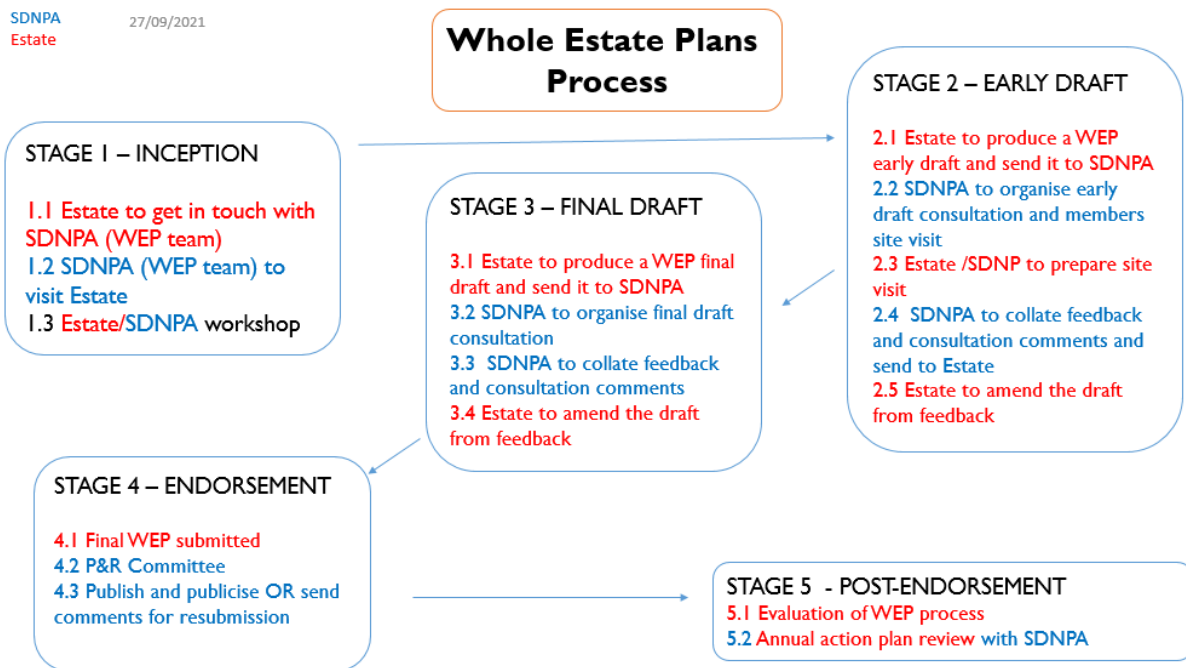 SDNPA
Estate
27/09/2021
Whole Estate Plans
Process
STAGE 1 – INCEPTION
1.1 Estate to get in touch with
SDNPA (WEP team)
1.2 SDNPA (WEP team) to
visit Estate
1.3 Estate/SDNPA workshop
STAGE 2 – EARLY DRAFT
2.1 Estate to produce a WEP
early draft and send it to SDNPA
2.2 SDNPA to organise early
draft consultation and members
site visit
2.3 Estate /SDNP to prepare site
visit
2.4 SDNPA to collate feedback
and consultation comments and
send to Estate
2.5 Estate to amend the draft
from feedback
STAGE 3 – FINAL DRAFT
3.1 Estate to produce a WEP final
draft and send it to SDNPA
3.2 SDNPA to organise final draft
consultation
3.3 SDNPA to collate feedback
and consultation comments
3.4 Estate to amend the draft
from feedback
STAGE 4 – ENDORSEMENT
4.1 Final WEP submitted
4.2 P&R Committee
4.3 Publish and publicise OR send
comments for resubmission
STAGE 5 - POST-ENDORSEMENT
5.1 Evaluation of WEP process
5.2 Annual action plan review with SDNPA